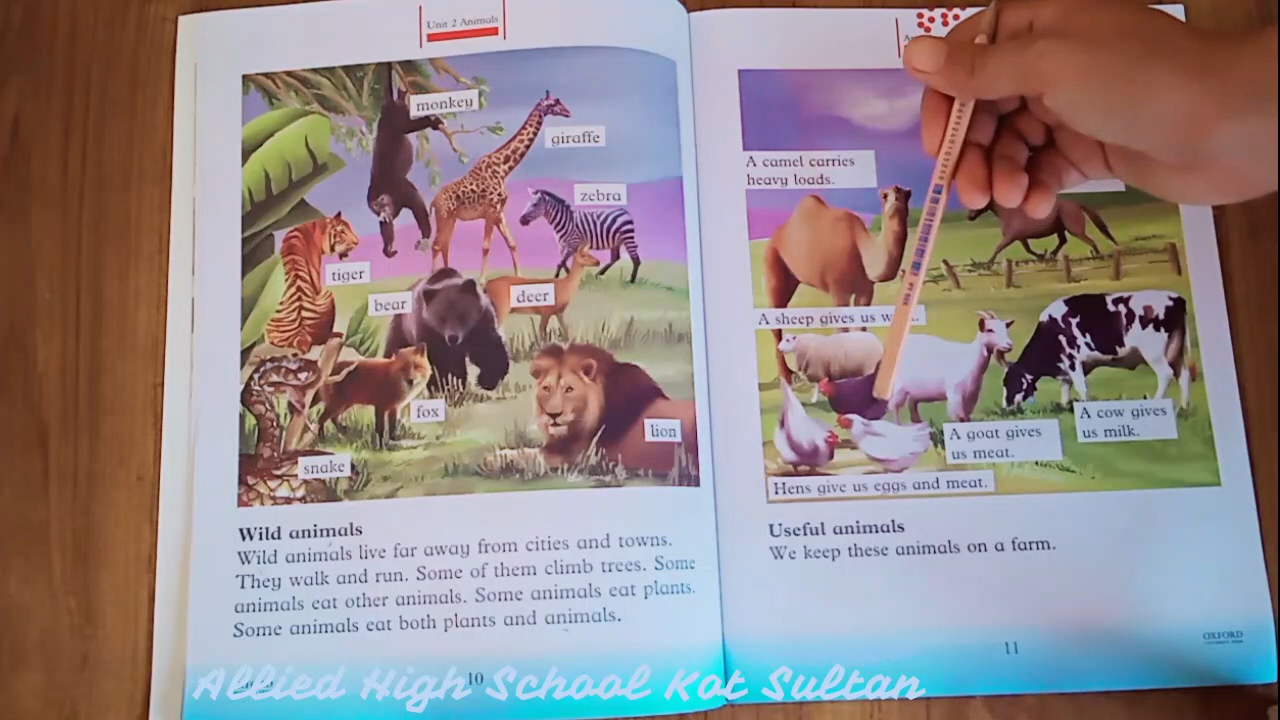 Unit 2 Animals
monkey
giraffe
zebra
tiger
bear
deer
fox
lion
snake
Wild animals
Wild animals live far away from cities and towns.
They walk and run. Some of them climb trees. Some
animals eat other animals. Some animals eat plants.
Some animals eat both plants and animals.
10
A camel carries
heavy loads.
A sheep gives us
A cow gives
us milk.
A goat gives
us meat.
Hens give us eggs and meat.
Useful animals
We keep these animals on a farm.
11
OXFORD
Allied High School Kot Sultan